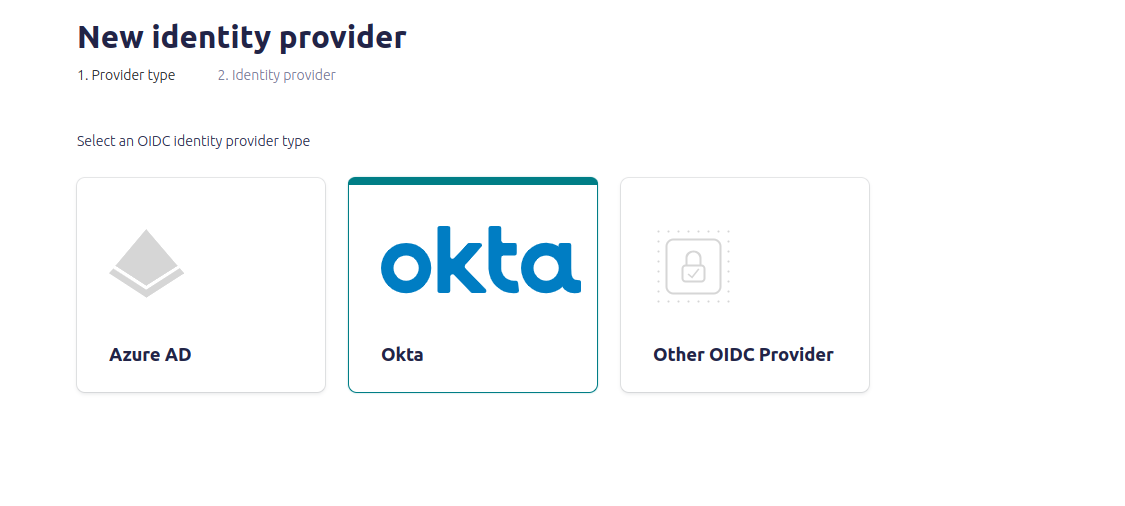 New identity provider
1. Provider type 2. Identity provider
Select an OIDC identity provider type
okta
Azure AD
Okta
Other OIDC Provider